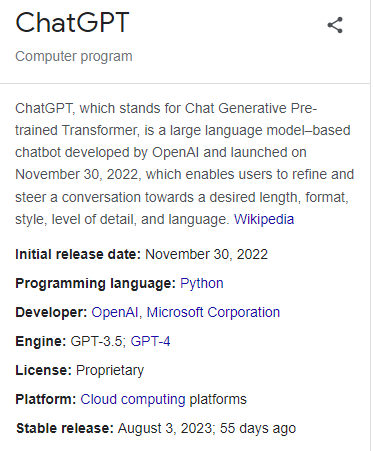 ChatGPT
Computer program
ChatGPT, which stands for Chat Generative Pre-
trained Transformer, is a large language model–based
chatbot developed by OpenAI and launched on
November 30, 2022, which enables users to refine and
steer a conversation towards a desired length, format,
style, level of detail, and language. Wikipedia
Initial release date: November 30, 2022
Programming language: Python
Developer: OpenAI, Microsoft Corporation
Engine: GPT-3.5; GPT-4
License: Proprietary
Platform: Cloud computing platforms
Stable release: August 3, 2023; 55 days ago